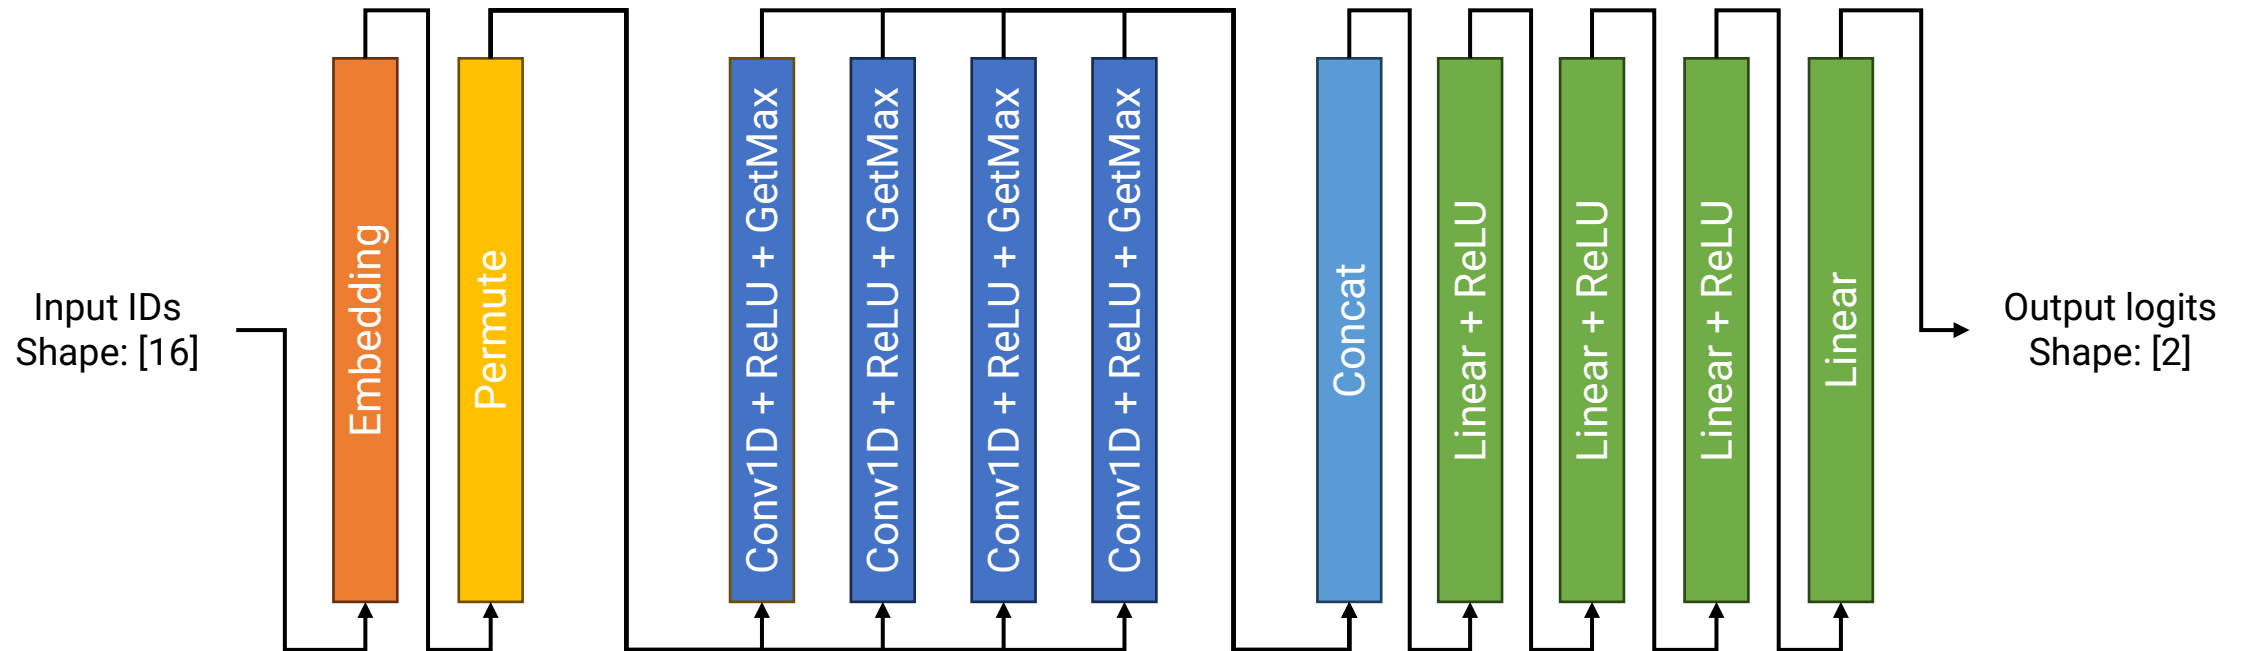 Input IDs
Shape: [16]
Embedding
Permute
Conv1D + ReLU + GetMax
Conv1D + ReLU + GetMax
Conv1D + ReLU + GetMax
Conv1D + ReLU + GetMax
Concat
Linear + ReLU
Linear + ReLU
Linear + ReLU
Linear
Output logits
Shape: [2]